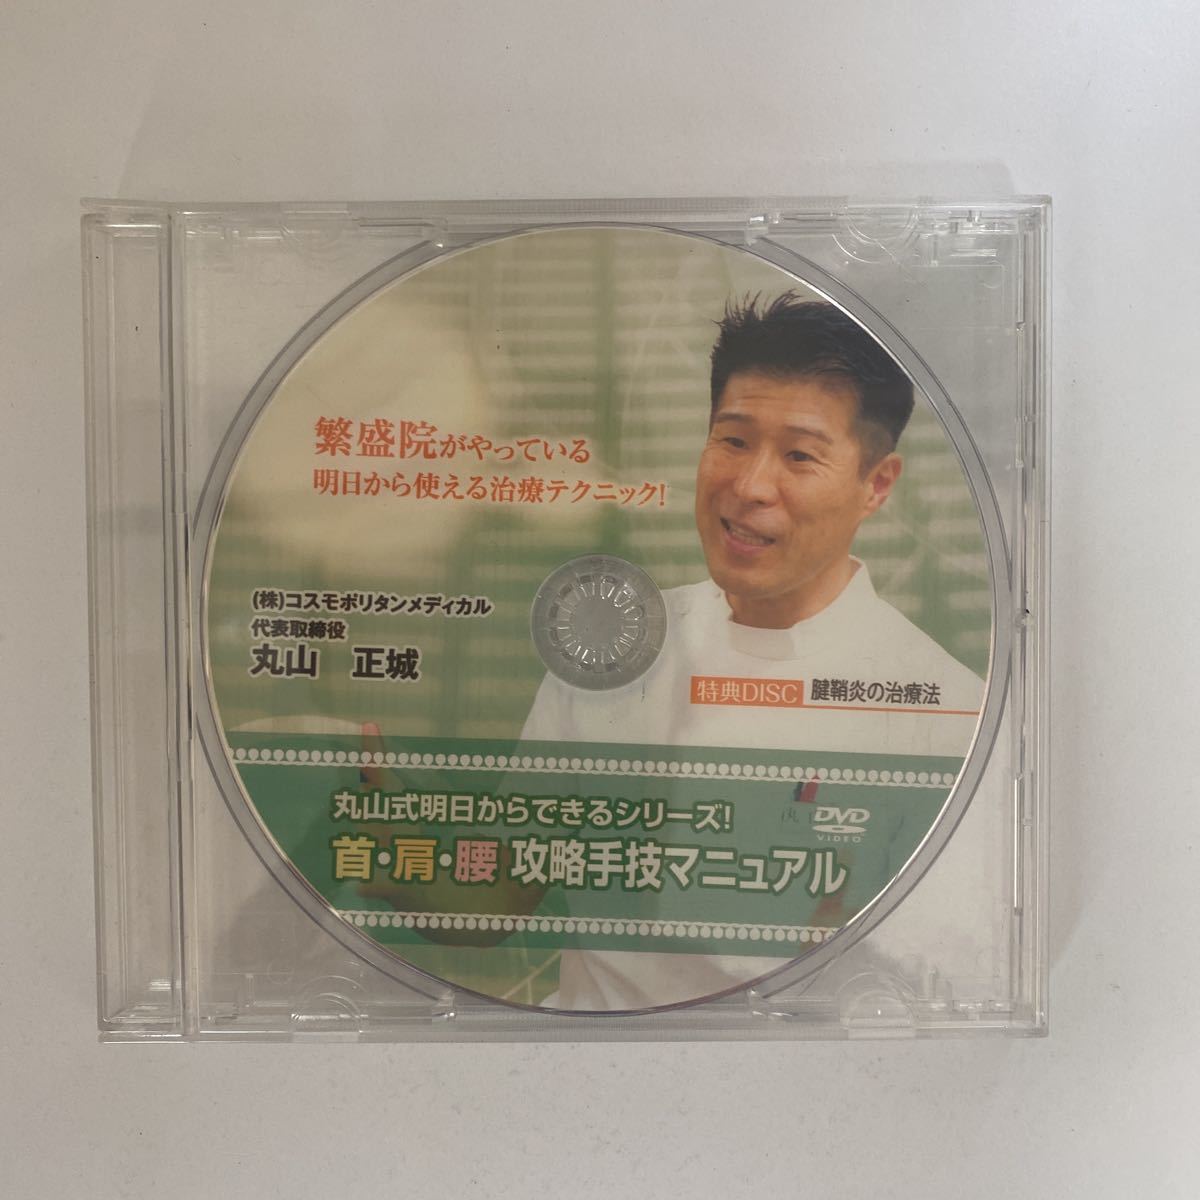 繁盛院がやっている
明日から使える治療テクニック!
(株)コスモポリタンメディカル
代表取締役
丸山 正城
特典DISC 腱鞘炎の治療法
丸山式明日からできるシリーズ!
DVD
VIDEO
首・肩・腰 攻略手技マニュアル